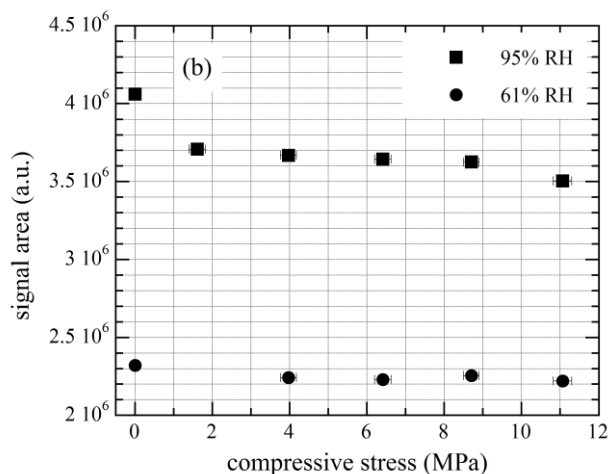 4.5 10⁶
(b)
95% RH
61% RH
4 10⁶
3.5 10⁶
3 10⁶
2.5 10⁶
2 10⁶
signal area (a.u.)
0 2 4 6 8 10 12
compressive stress (MPa)